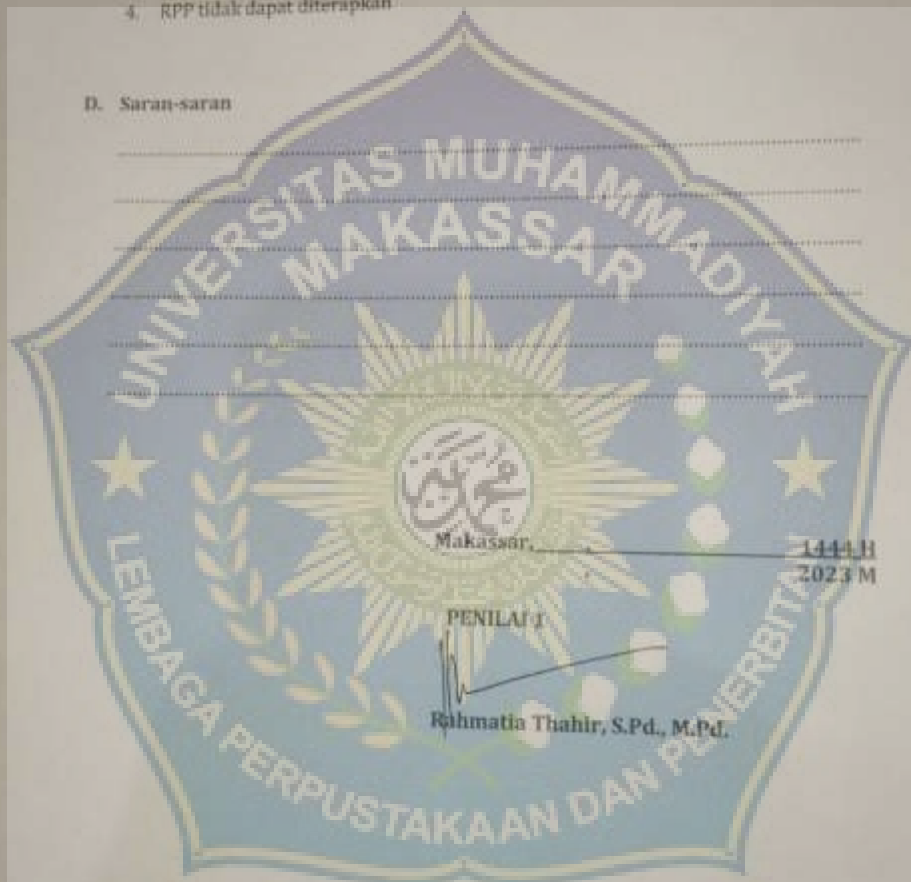 4. RPP tidak dapat diterapkan
D. Saran-saran
UNIVERSITAS MUHAMMADIYAH
MAKASSAR
Makassar, 1444 H
2023 M
PENILAI I
Rahmatia Thahir, S.Pd., M.Pd.
LEMBAGA PERPUSTAKAAN DAN PENERBITAN